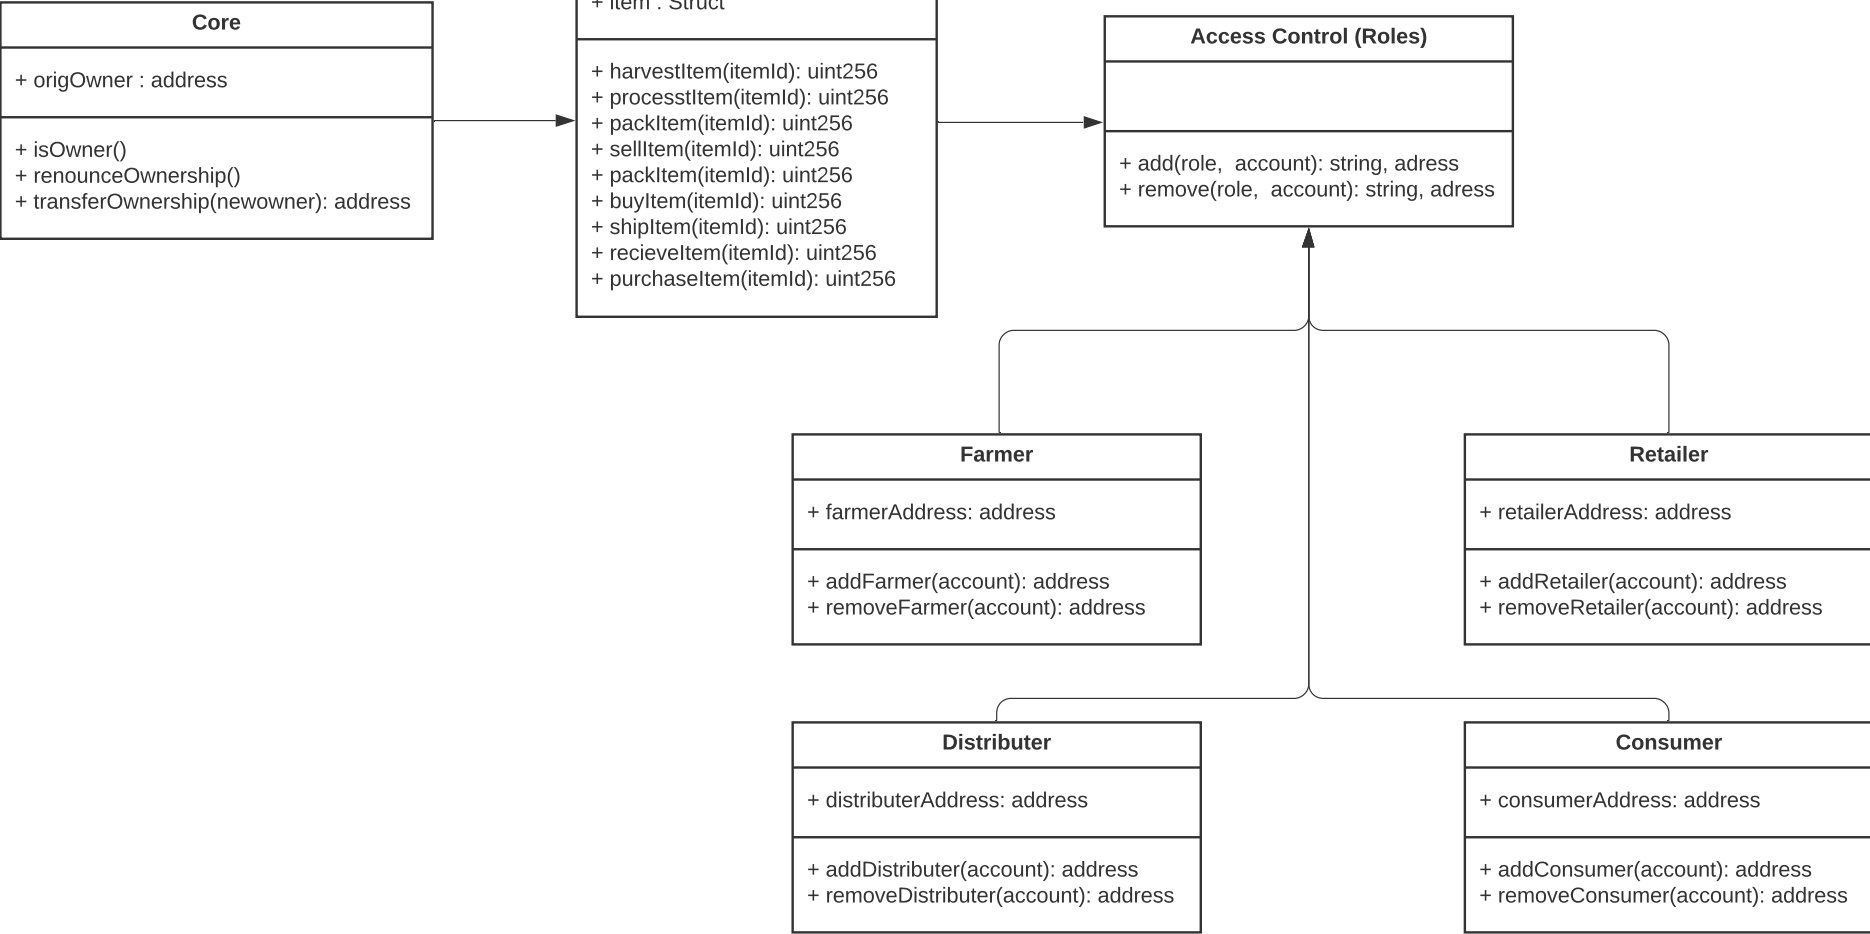 Core
+ origOwner : address
+ isOwner()
+ renounceOwnership()
+ transferOwnership(newowner): address
+ item : Struct
+ harvestItem(itemId): uint256
+ processtItem(itemId): uint256
+ packItem(itemId): uint256
+ sellItem(itemId): uint256
+ packItem(itemId): uint256
+ buyItem(itemId): uint256
+ shipItem(itemId): uint256
+ recieveItem(itemId): uint256
+ purchaseItem(itemId): uint256
Access Control (Roles)
+ add(role, account): string, adress
+ remove(role, account): string, adress
Farmer
+ farmerAddress: address
+ addFarmer(account): address
+ removeFarmer(account): address
Retailer
+ retailerAddress: address
+ addRetailer(account): address
+ removeRetailer(account): address
Distributer
+ distributerAddress: address
+ addDistributer(account): address
+ removeDistributer(account): address
Consumer
+ consumerAddress: address
+ addConsumer(account): address
+ removeConsumer(account): address